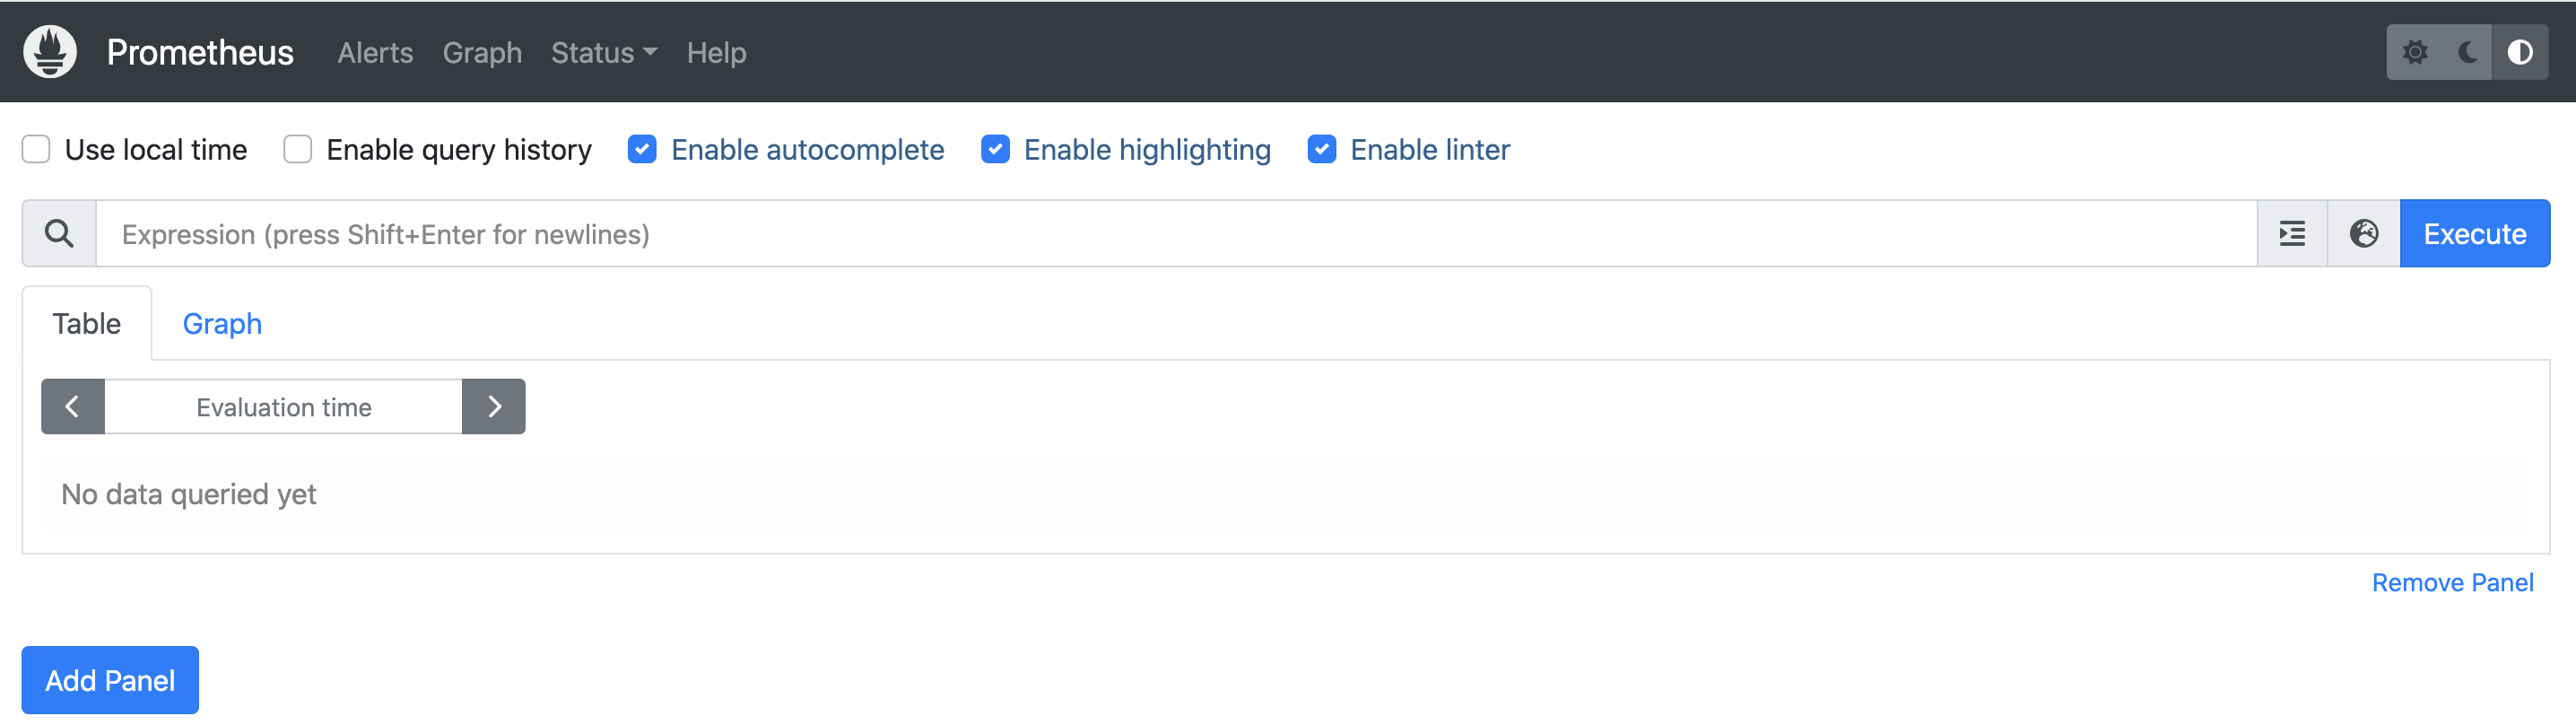 Prometheus Alerts Graph Status Help
Use local time Enable query history Enable autocomplete Enable highlighting Enable linter
Expression (press Shift+Enter for newlines) Execute
Table Graph
Evaluation time
No data queried yet
Remove Panel
Add Panel